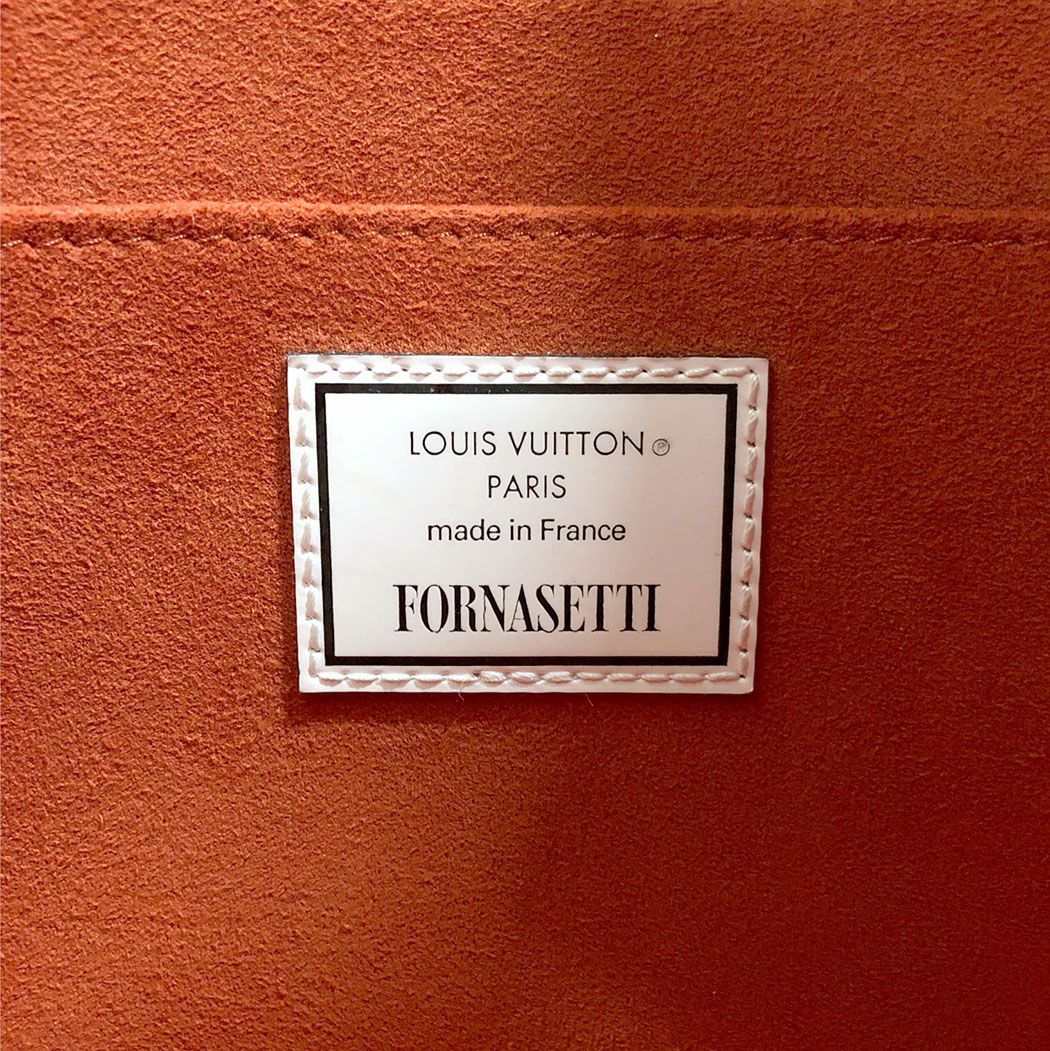 LOUIS VUITTON ®
PARIS
made in France
FORNASETTI